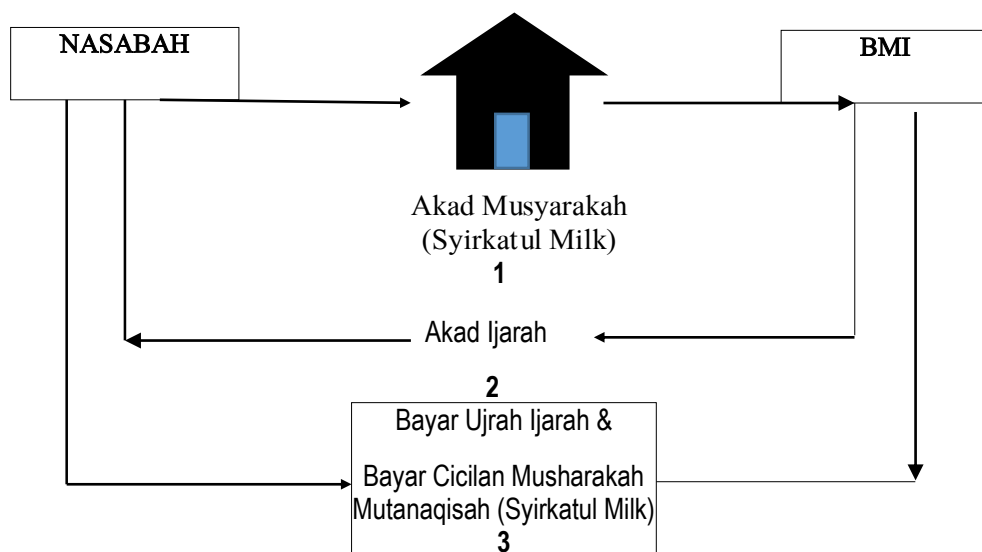 NASABAH
BMI
Akad Musyarakah
(Syirkatul Milk)
1
Akad Ijarah
2
Bayar Ujrah Ijarah &
Bayar Cicilan Musharakah
Mutanaqisah (Syirkatul Milk)
3